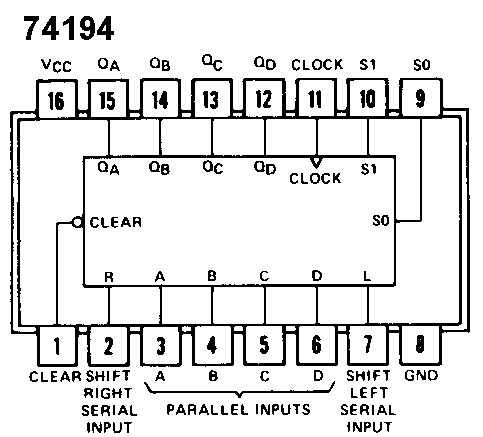 74194
VCC QA QB QC QD CLOCK S1 S0
16 15 14 13 12 11 10 9
QA QB QC QD CLOCK S1
CLEAR S0
R A B C D L
1 2 3 4 5 6 7 8
CLEAR SHIFT RIGHT SERIAL INPUT A B C D SHIFT LEFT SERIAL INPUT GND
PARALLEL INPUTS